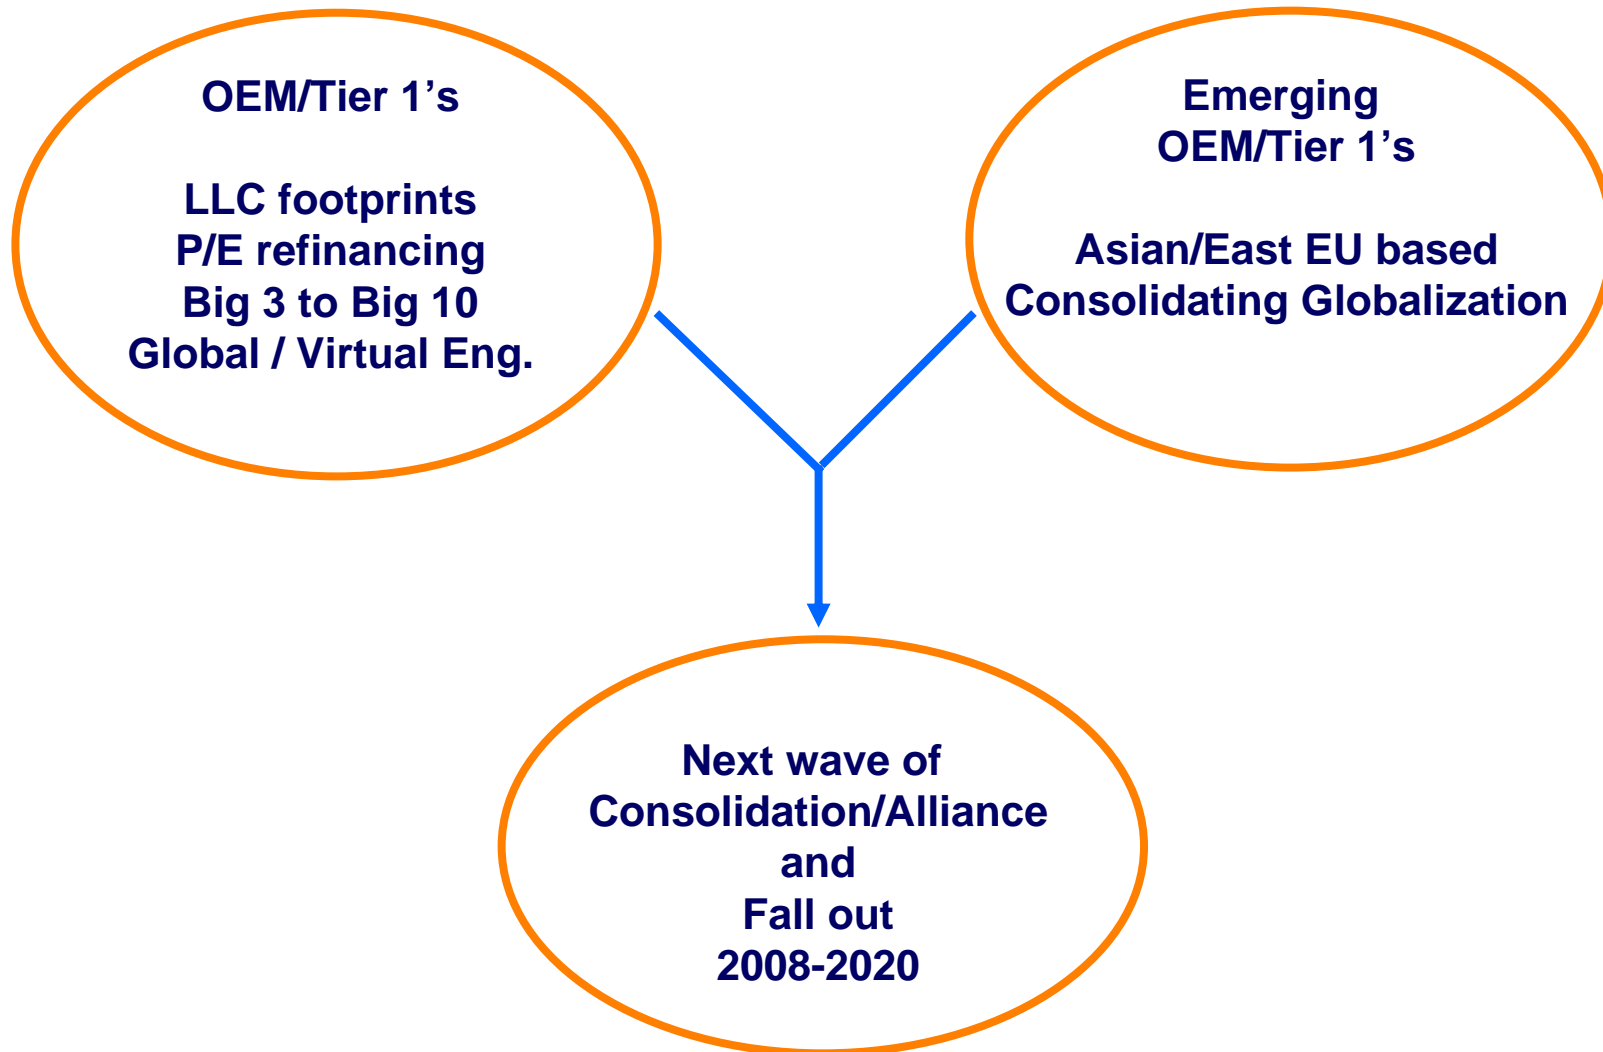 OEM/Tier 1’s
LLC footprints
P/E refinancing
Big 3 to Big 10
Global / Virtual Eng.
Emerging
OEM/Tier 1’s
Asian/East EU based
Consolidating Globalization
Next wave of
Consolidation/Alliance
and
Fall out
2008-2020